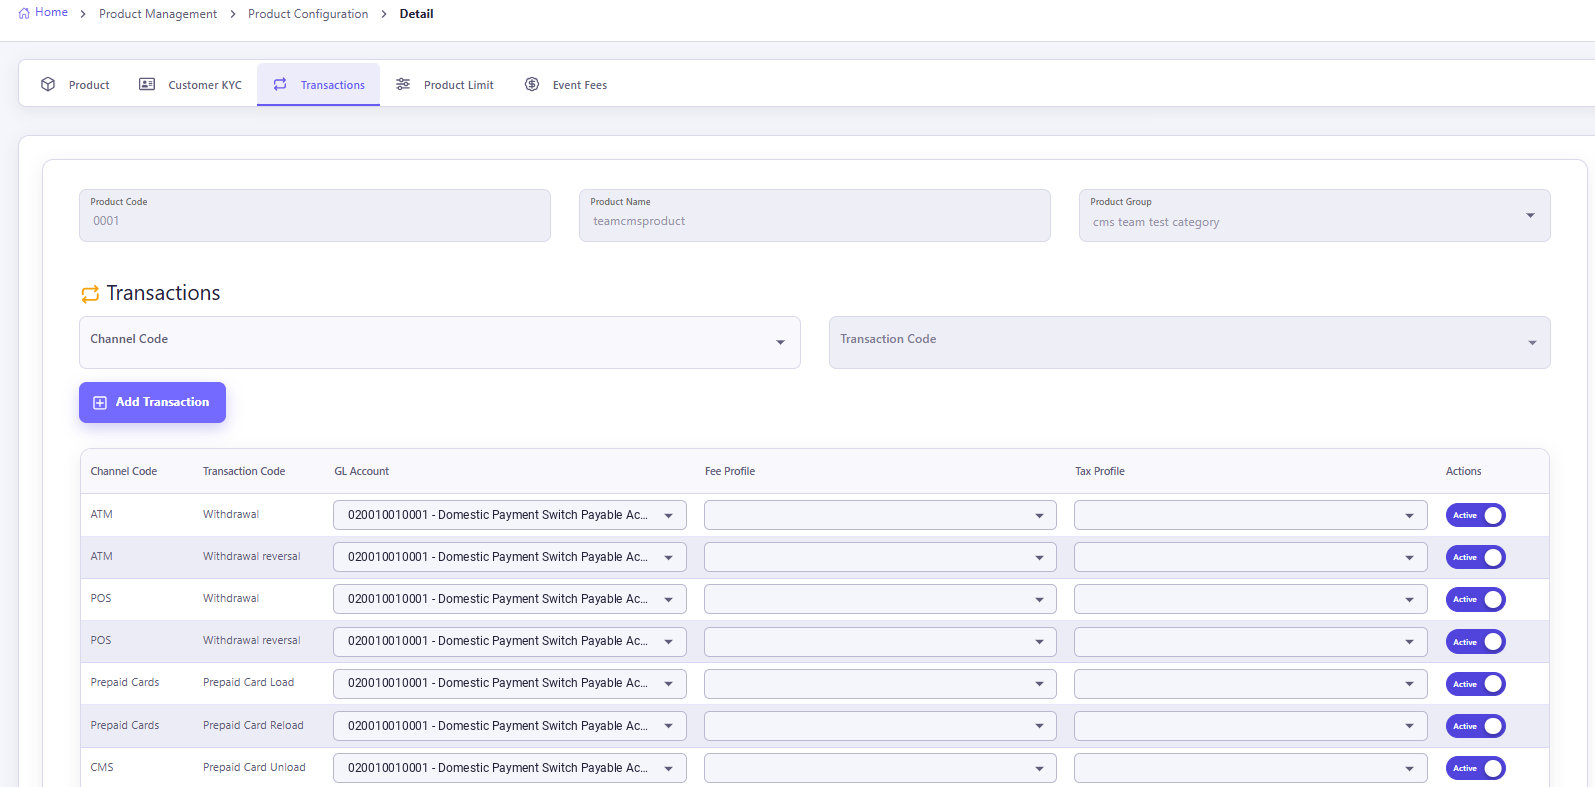 Home > Product Management > Product Configuration > Detail
Product Customer KYC Transactions Product Limit Event Fees
Product Code Product Name Product Group
0001 teamcmsproduct cms team test category
Transactions
Channel Code Transaction Code
Add Transaction
Channel Code Transaction Code GL Account Fee Profile Tax Profile Actions
ATM Withdrawal 020010010001 - Domestic Payment Switch Payable Ac... Active
ATM Withdrawal reversal 020010010001 - Domestic Payment Switch Payable Ac... Active
POS Withdrawal 020010010001 - Domestic Payment Switch Payable Ac... Active
POS Withdrawal reversal 020010010001 - Domestic Payment Switch Payable Ac... Active
Prepaid Cards Prepaid Card Load 020010010001 - Domestic Payment Switch Payable Ac... Active
Prepaid Cards Prepaid Card Reload 020010010001 - Domestic Payment Switch Payable Ac... Active
CMS Prepaid Card Unload 020010010001 - Domestic Payment Switch Payable Ac... Active